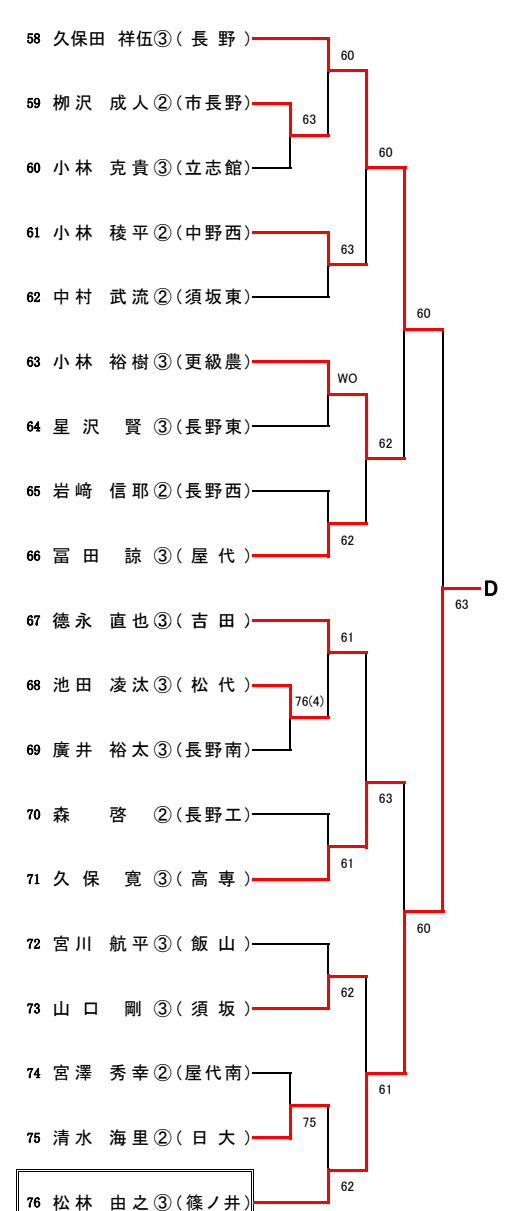 58 久保田 祥伍③(長野)
60
59 栁沢 成人②(市長野)
63
60
60 小林 克貴③(立志館)
61 小林 稜平②(中野西)
63
62 中村 武流②(須坂東)
60
63 小林 裕樹③(更級農)
WO
64 星沢 賢③(長野東)
62
65 岩﨑 信耶②(長野西)
62
66 冨田 諒③(屋代)
D
63
67 德永 直也③(吉田)
61
68 池田 凌汰③(松代)
76(4)
69 廣井 裕太③(長野南)
63
70 森 啓②(長野工)
61
71 久保 寛③(高専)
60
72 宮川 航平③(飯山)
62
73 山口 剛③(須坂)
74 宮澤 秀幸②(屋代南)
61
75
75 清水 海里②(日大)
62
76 松林 由之③(篠ノ井)